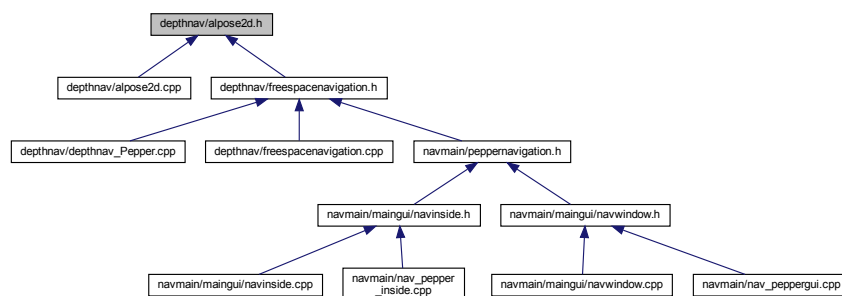 depthnav/alpose2d.h
depthnav/alpose2d.cpp
depthnav/freespacenavigation.h
depthnav/depthnav_Pepper.cpp
depthnav/freespacenavigation.cpp
navmain/peppernavigation.h
navmain/maingui/navinside.h
navmain/maingui/navwindow.h
navmain/maingui/navinside.cpp
navmain/nav_pepper
_inside.cpp
navmain/maingui/navwindow.cpp
navmain/nav_peppergui.cpp